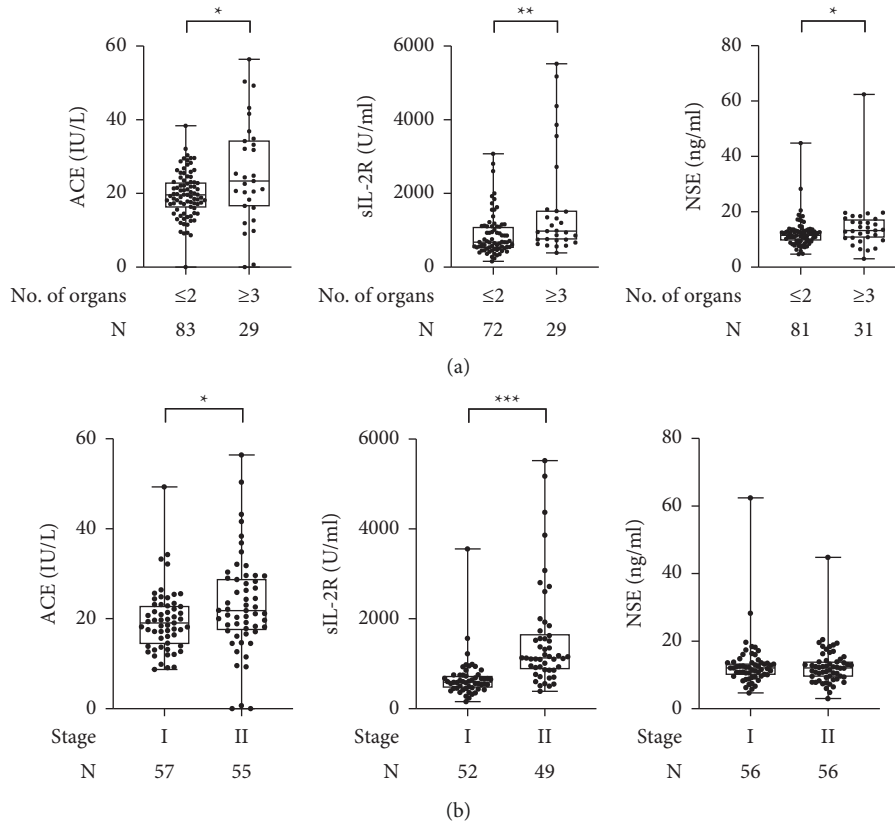 * ** *
60 6000 80
ACE (IU/L) sIL-2R (U/ml) NSE (ng/ml)
60
40 4000
40
20 2000
20
0 0 0
No. of organs ≤2 ≥3 No. of organs ≤2 ≥3 No. of organs ≤2 ≥3
N 83 29 N 72 29 N 81 31
(a)
* ***
60 6000 80
ACE (IU/L) sIL-2R (U/ml) NSE (ng/ml)
60
40 4000
40
20 2000
20
0 0 0
Stage I II Stage I II Stage I II
N 57 55 N 52 49 N 56 56
(b)